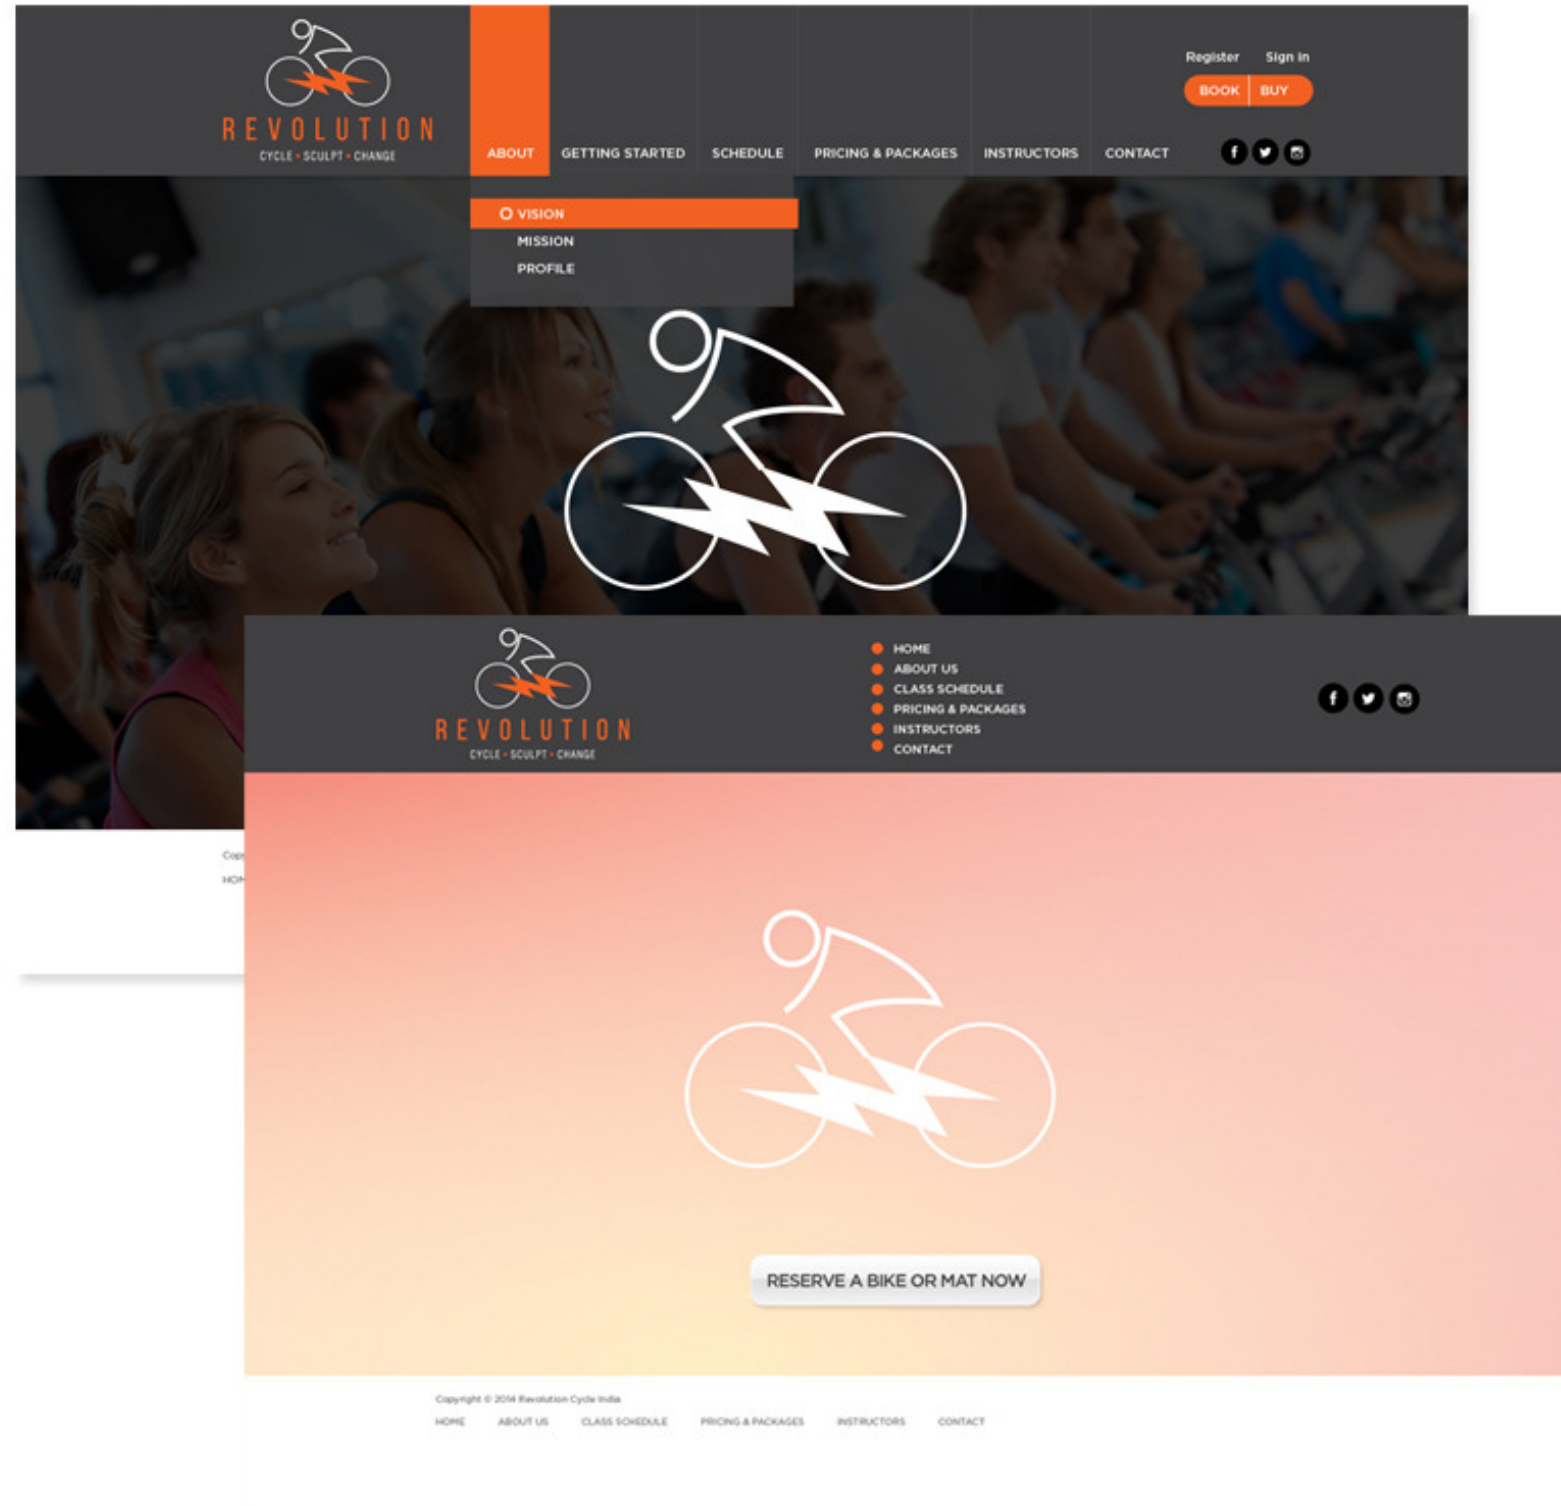 Register Sign in
BOOK BUY
REVOLUTION
CYCLE • SCULPT • CHANGE
ABOUT GETTING STARTED SCHEDULE PRICING & PACKAGES INSTRUCTORS CONTACT
VISION
MISSION
PROFILE
HOME
ABOUT US
CLASS SCHEDULE
PRICING & PACKAGES
INSTRUCTORS
CONTACT
REVOLUTION
CYCLE • SCULPT • CHANGE
RESERVE A BIKE OR MAT NOW
Copyright © 2014 Revolution Cycle India
HOME ABOUT US CLASS SCHEDULE PRICING & PACKAGES INSTRUCTORS CONTACT